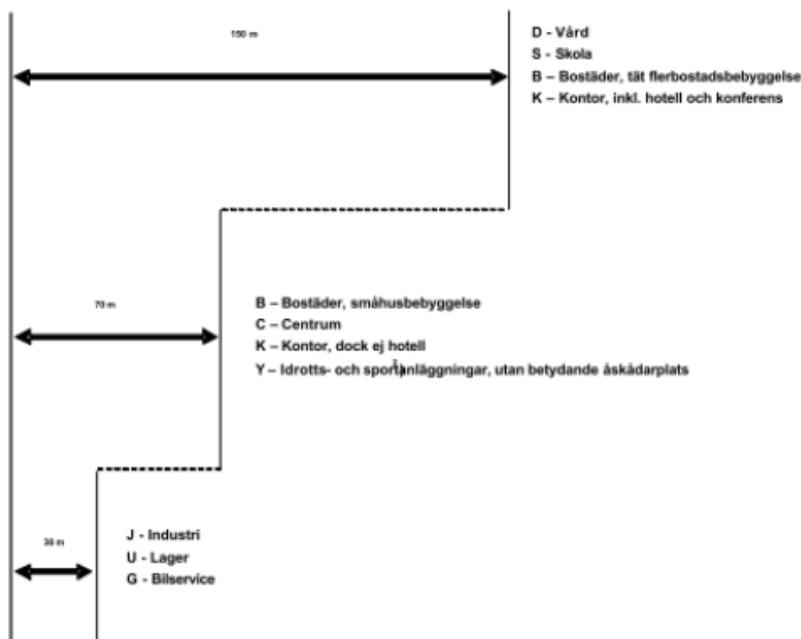 150 m
D - Vård
S - Skola
B – Bostäder, tät flerbostadsbebyggelse
K – Kontor, inkl. hotell och konferens
70 m
B – Bostäder, småhusbebyggelse
C – Centrum
K – Kontor, dock ej hotell
Y – Idrotts- och sportanläggningar, utan betydande åskådarplats
30 m
J - Industri
U - Lager
G - Bilservice